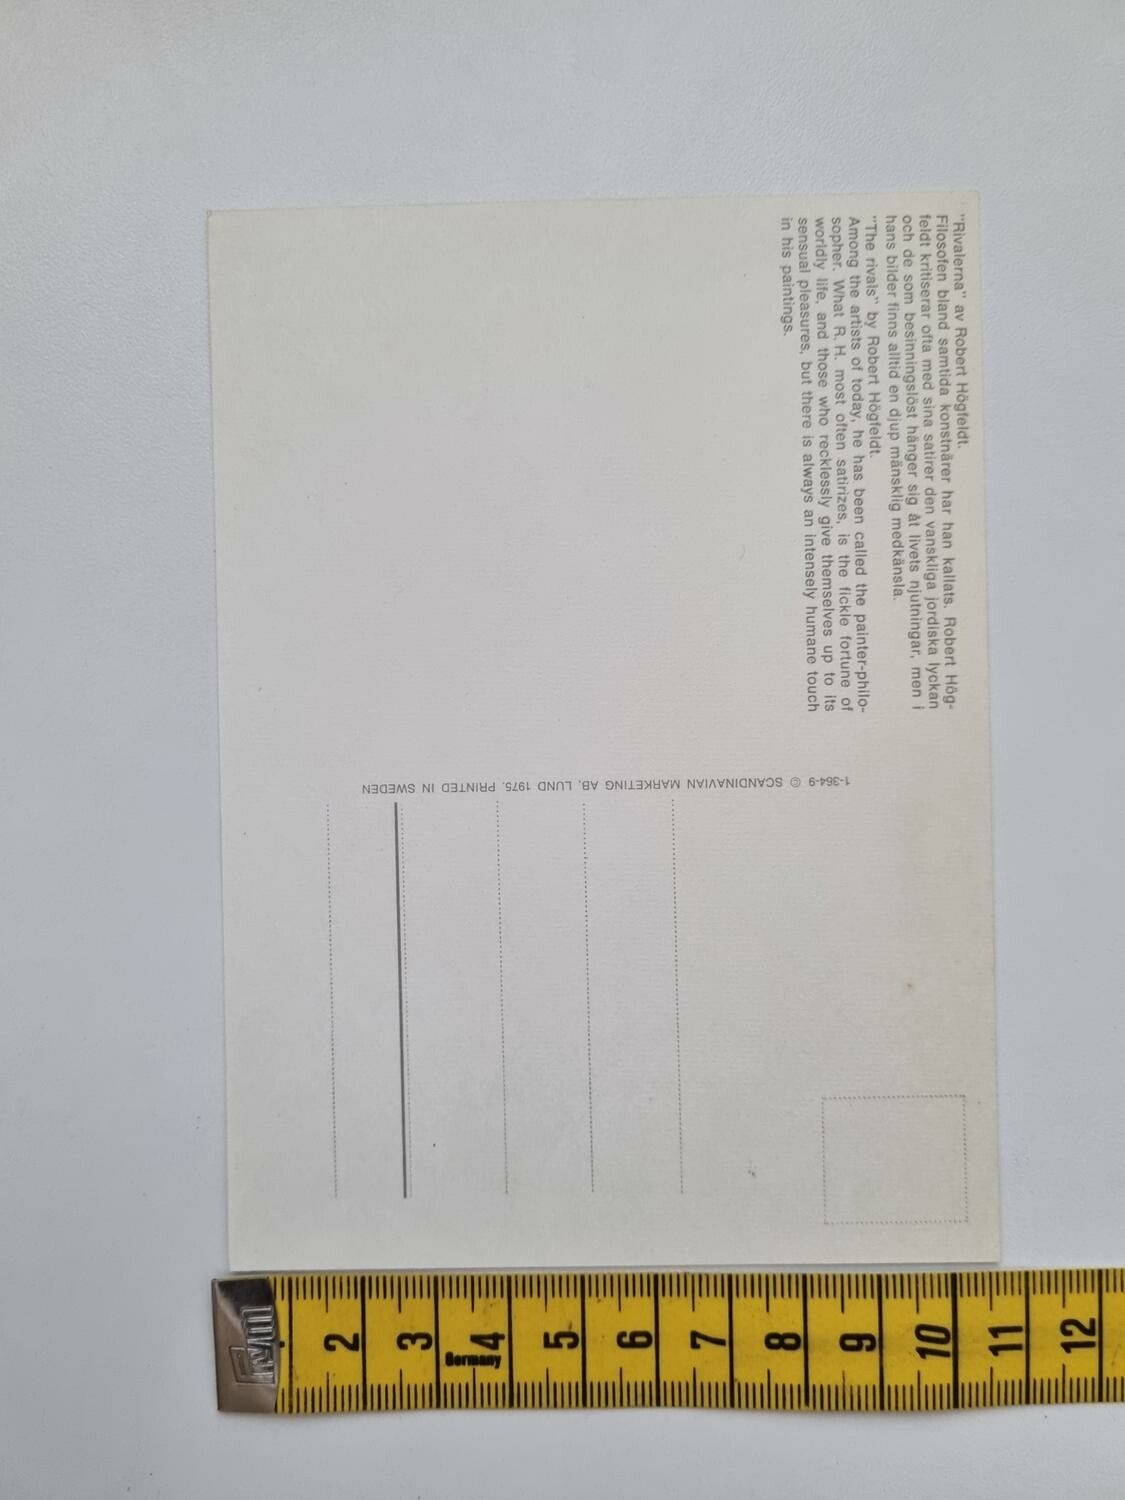 "Rivalerna" av Robert Högfeldt.
Filosofen bland samtida konstnärer har han kallats. Robert Hög-
feldt kritiserar ofta med sina satirer den vanskliga jordiska lyckan
och de som besinningslöst hänger sig åt livets njutningar, men i
hans bilder finns alltid en djup mänsklig medkänsla.
"The rivals" by Robert Högfeldt.
Among the artists of today, he has been called the painter-philo-
sopher. What R. H. most often satirizes, is the fickle fortune of
worldly life, and those who recklessly give themselves up to its
sensual pleasures, but there is always an intensely humane touch
in his paintings.
1-364-9 © SCANDINAVIAN MARKETING AB, LUND 1975. PRINTED IN SWEDEN
Prym
2 3 4 5 6 7 8 9 10 11 12
Germany